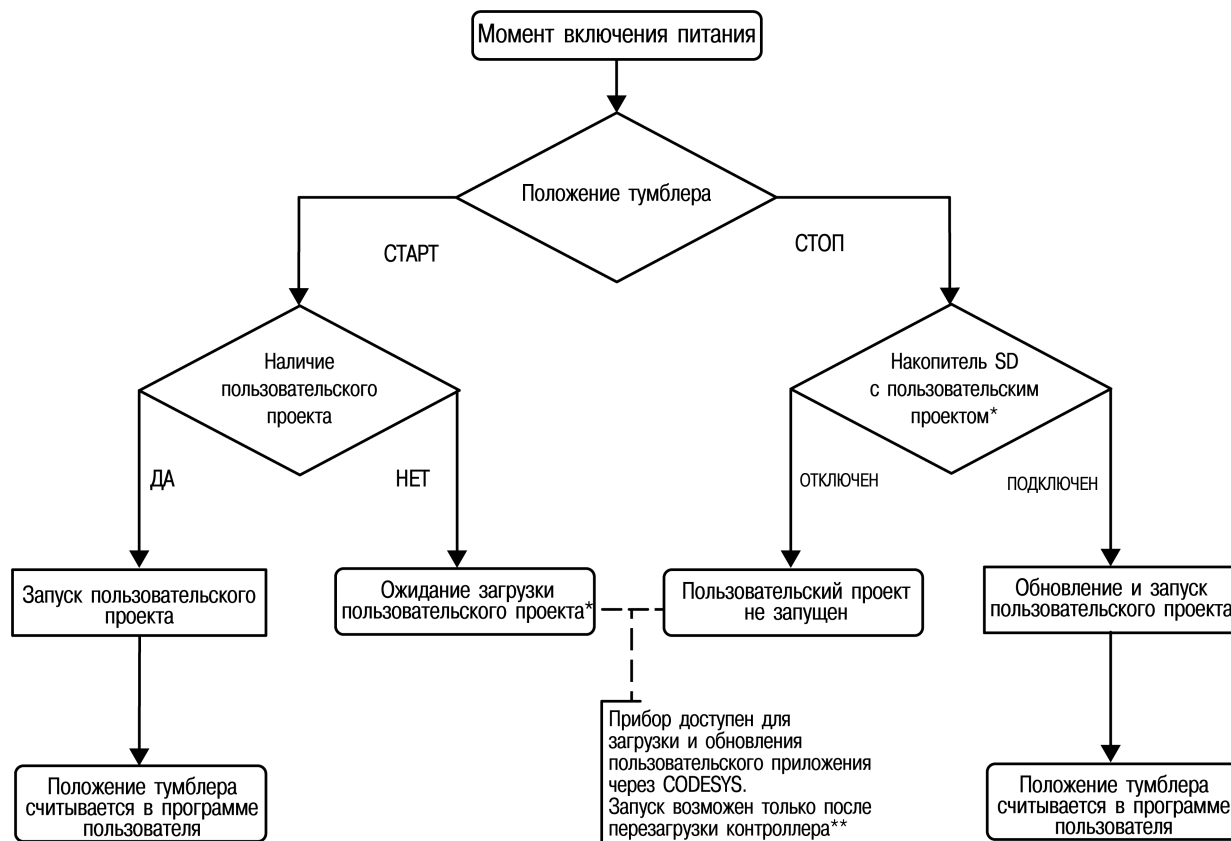 Момент включения питания
Положение тумблера
СТАРТ
СТОП
Наличие
пользовательского
проекта
Накопитель SD
с пользовательским
проектом*
ДА
НЕТ
ОТКЛЮЧЕН
ПОДКЛЮЧЕН
Запуск пользовательского
проекта
Ожидание загрузки
пользовательского проекта*
Пользовательский проект
не запущен
Обновление и запуск
пользовательского проекта
Прибор доступен для
загрузки и обновления
пользовательского приложения
через CODESYS.
Запуск возможен только после
перезагрузки контроллера**
Положение тумблера
считывается в программе
пользователя
Положение тумблера
считывается в программе
пользователя